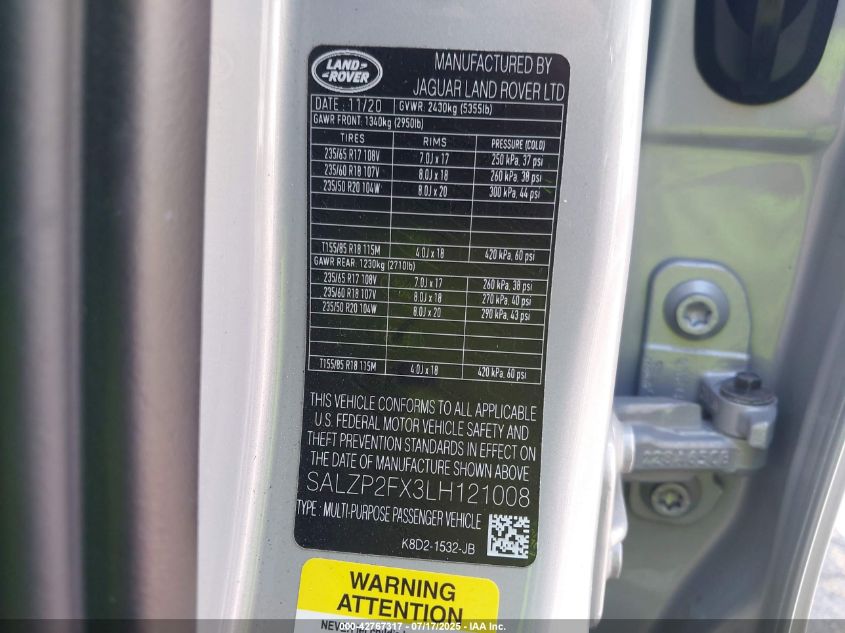 LAND-
-ROVER
MANUFACTURED BY
JAGUAR LAND ROVER LTD
DATE: 11/20 GVWR: 2430kg (5355lb)
GAWR FRONT: 1340kg (2950lb)
TIRES RIMS PRESSURE (COLD)
235/65 R17 108V 7.0J x 17 250 kPa, 37 psi
235/60 R18 107V 8.0J x 18 260 kPa, 38 psi
235/50 R20 104W 8.0J x 20 300 kPa, 44 psi
T155/85 R18 115M 4.0J x 18 420 kPa, 60 psi
GAWR REAR: 1230kg (2710lb)
235/65 R17 108V 7.0J x 17 260 kPa, 38 psi
235/60 R18 107V 8.0J x 18 270 kPa, 40 psi
235/50 R20 104W 8.0J x 20 290 kPa, 43 psi
T155/85 R18 115M 4.0J x 18 420 kPa, 60 psi
THIS VEHICLE CONFORMS TO ALL APPLICABLE
U.S. FEDERAL MOTOR VEHICLE SAFETY AND
THEFT PREVENTION STANDARDS IN EFFECT ON
THE DATE OF MANUFACTURE SHOWN ABOVE
SALZP2FX3LH121008
TYPE : MULTI-PURPOSE PASSENGER VEHICLE
K8D2-1532-JB
WARNING
ATTENTION
000-42767317 - 07/17/2025 - IAA Inc.